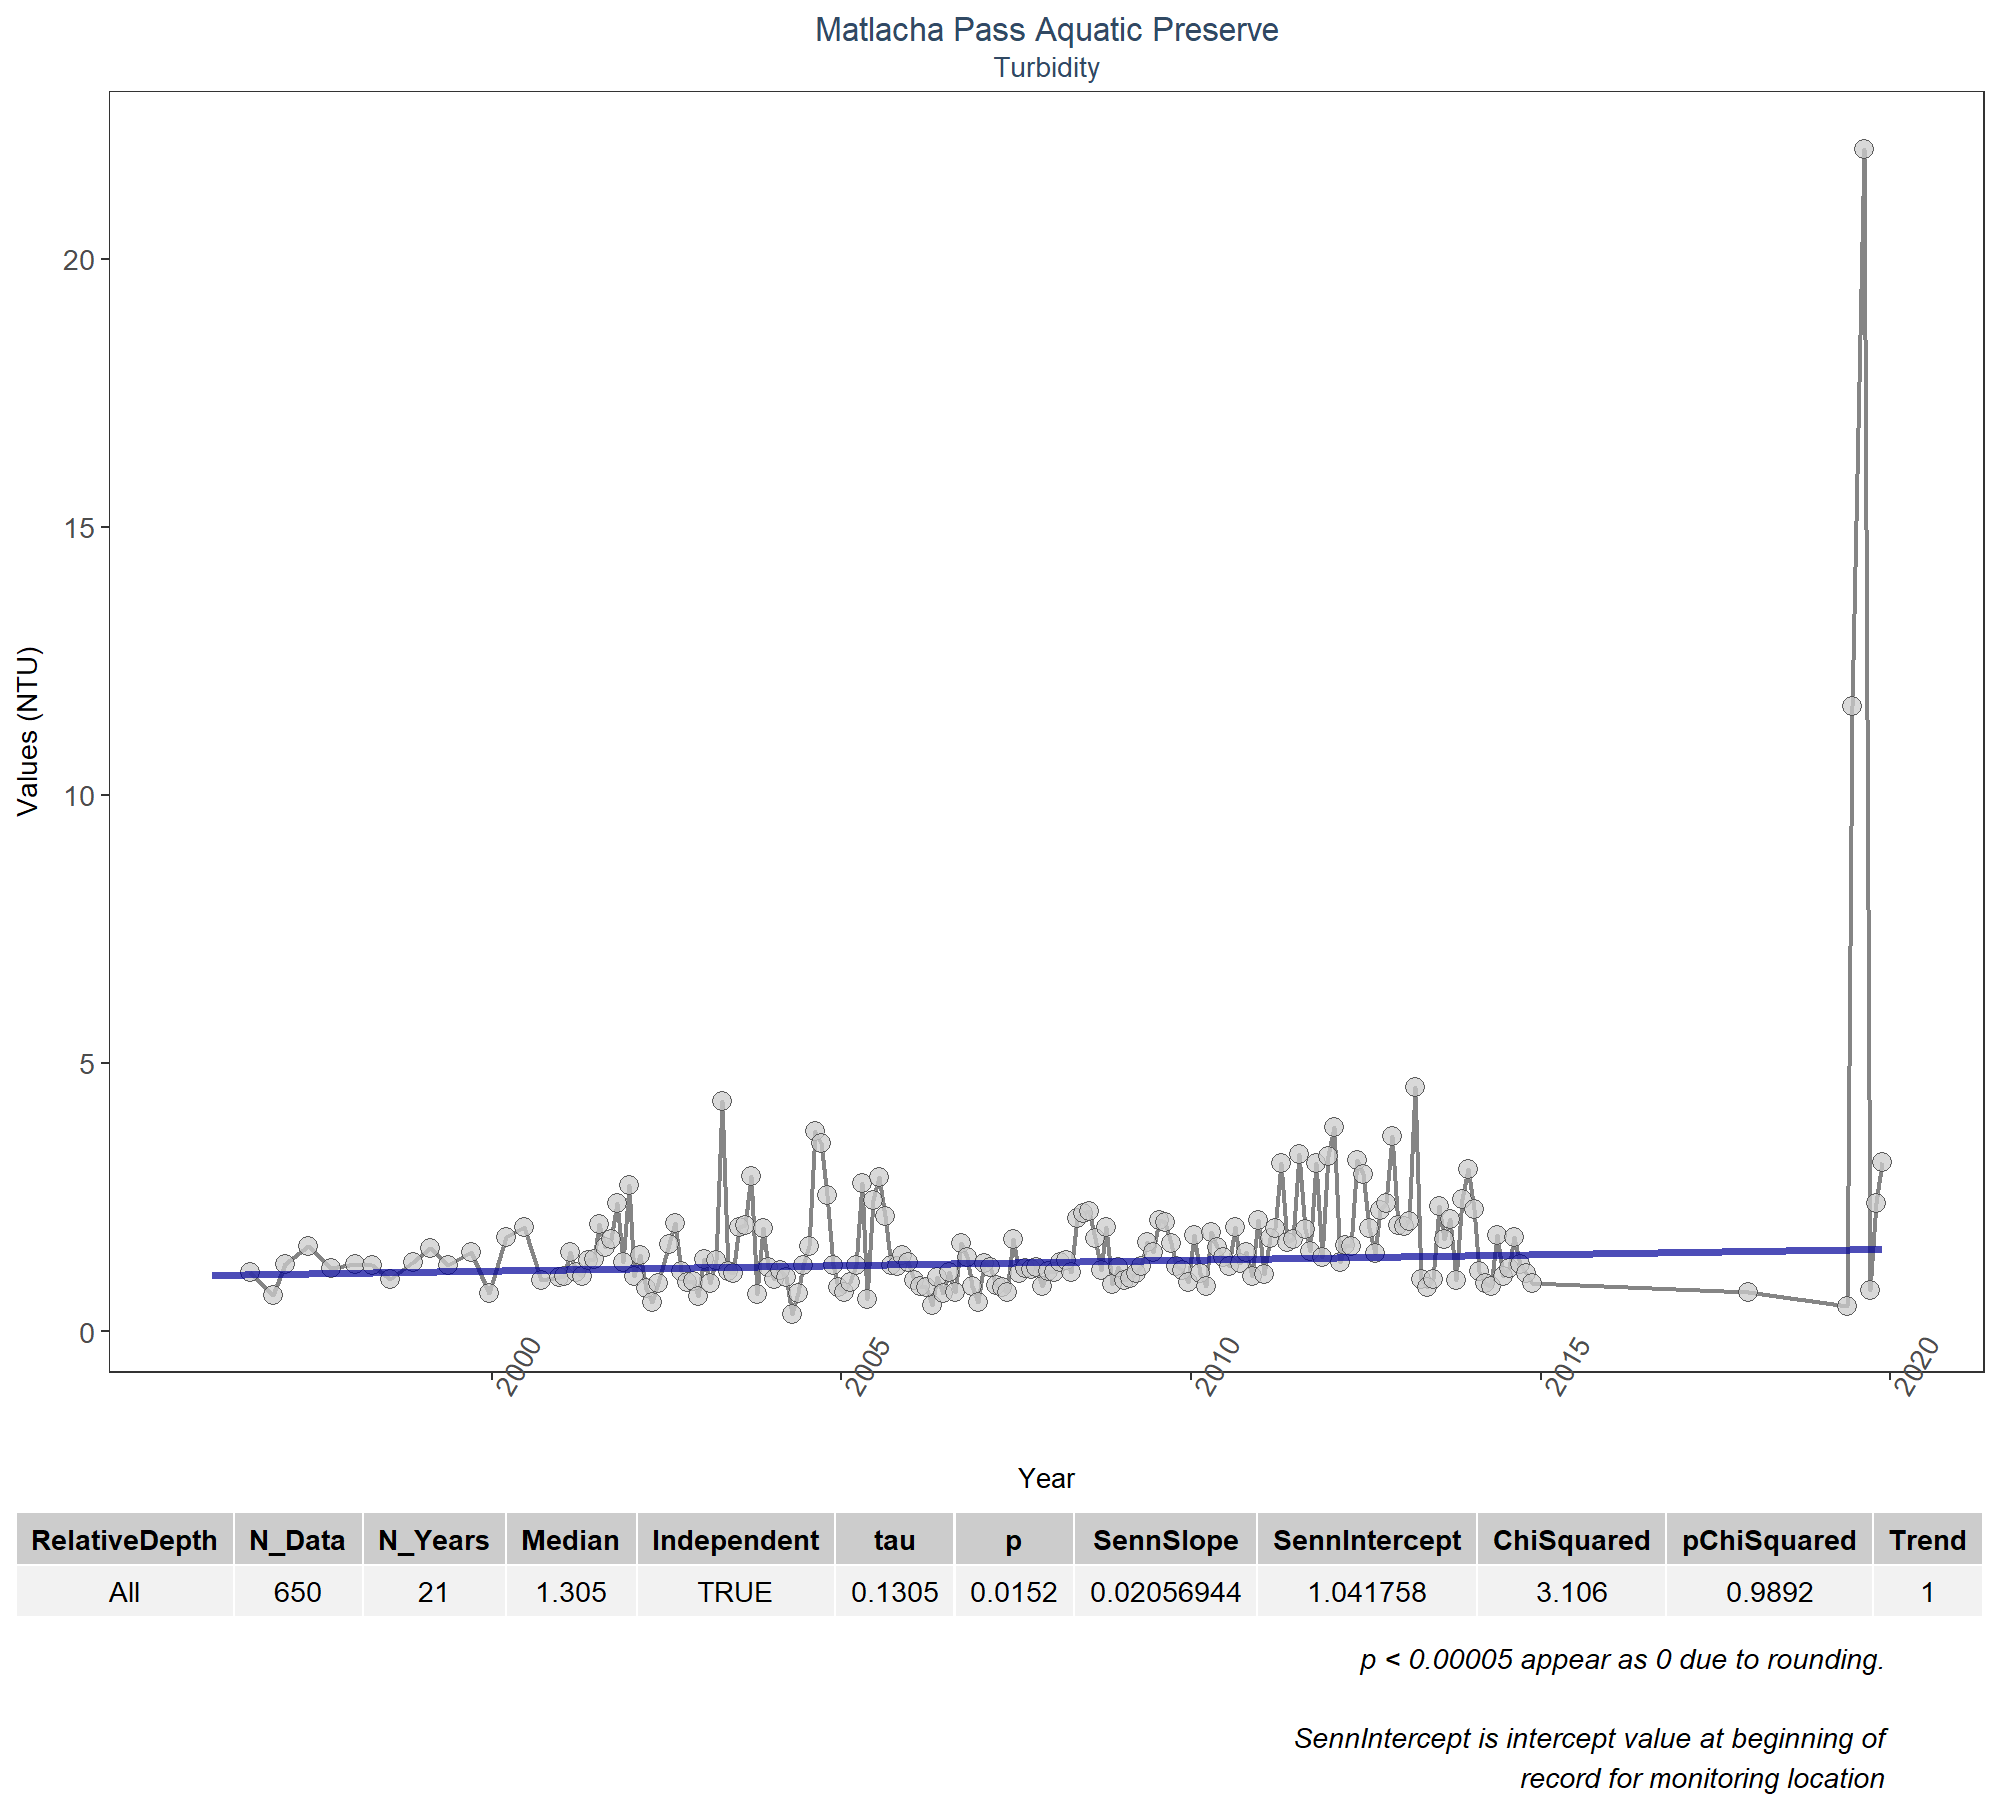 Matlacha Pass Aquatic Preserve
Turbidity
Values (NTU)
20
15
10
5
0
2000
2005
2010
2015
2020
Year
RelativeDepth N_Data N_Years Median Independent tau p SennSlope SennIntercept ChiSquared pChiSquared Trend
All 650 21 1.305 TRUE 0.1305 0.0152 0.02056944 1.041758 3.106 0.9892 1
p < 0.00005 appear as 0 due to rounding.
SennIntercept is intercept value at beginning of
record for monitoring location